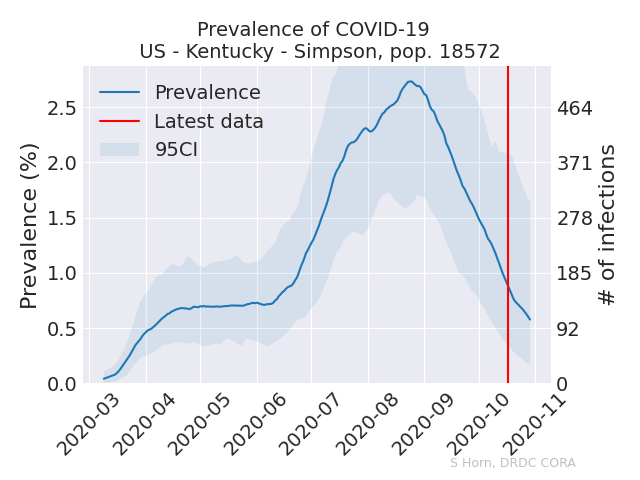 Prevalence of COVID-19
US - Kentucky - Simpson, pop. 18572
Prevalence
Latest data
95CI
Prevalence (%)
2.5
2.0
1.5
1.0
0.5
0.0
464
371
278
185
92
0
# of infections
2020-03
2020-04
2020-05
2020-06
2020-07
2020-08
2020-09
2020-10
2020-11
S Horn, DRDC CORA